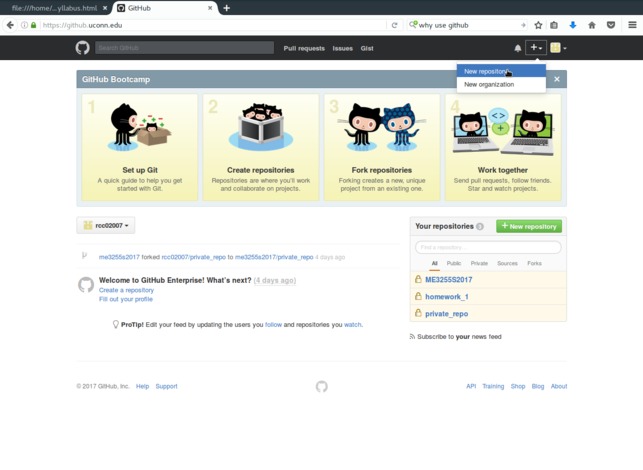 file:///home/...yllabus.html
GitHub
https://github.uconn.edu
why use github
Search GitHub
Pull requests Issues Gist
New repository
New organization
GitHub Bootcamp
1
2
3
4
Set up Git
A quick guide to help you get
started with Git.
Create repositories
Repositories are where you'll work
and collaborate on projects.
Fork repositories
Forking creates a new, unique
project from an existing one.
Work together
Send pull requests, follow friends.
Star and watch projects.
rcc02007
me3255s2017 forked rcc02007/private_repo to me3255s2017/private_repo 4 days ago
Welcome to GitHub Enterprise! What's next? (4 days ago)
Create a repository
Fill out your profile
ProTip! Edit your feed by updating the users you follow and repositories you watch.
Your repositories 3
New repository
Find a repository...
All Public Private Sources Forks
ME3255S2017
homework_1
private_repo
Subscribe to your news feed
© 2017 GitHub, Inc. Help Support
API Training Shop Blog About